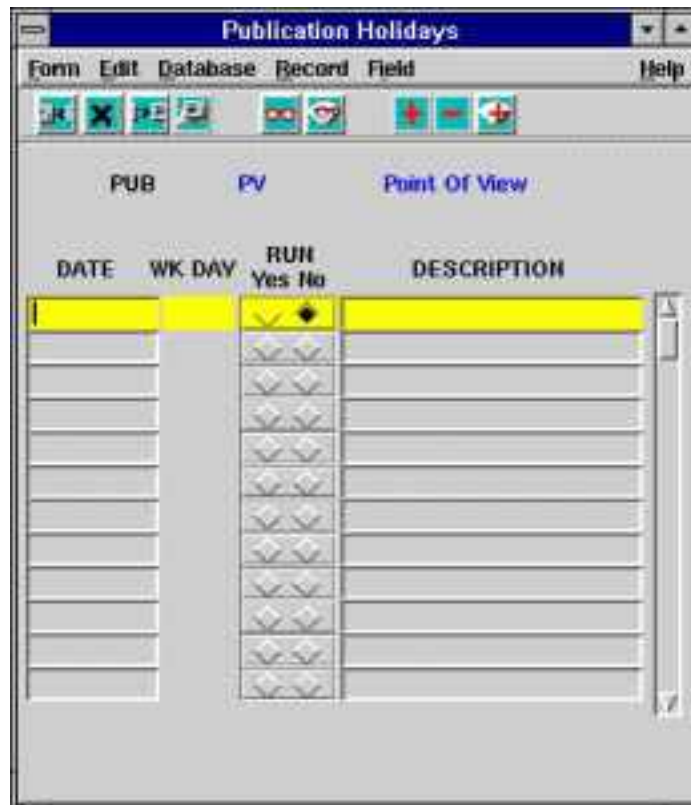 Publication Holidays
Form Edit Database Record Field Help
PUB PV Point Of View
DATE WK DAY RUN Yes No DESCRIPTION